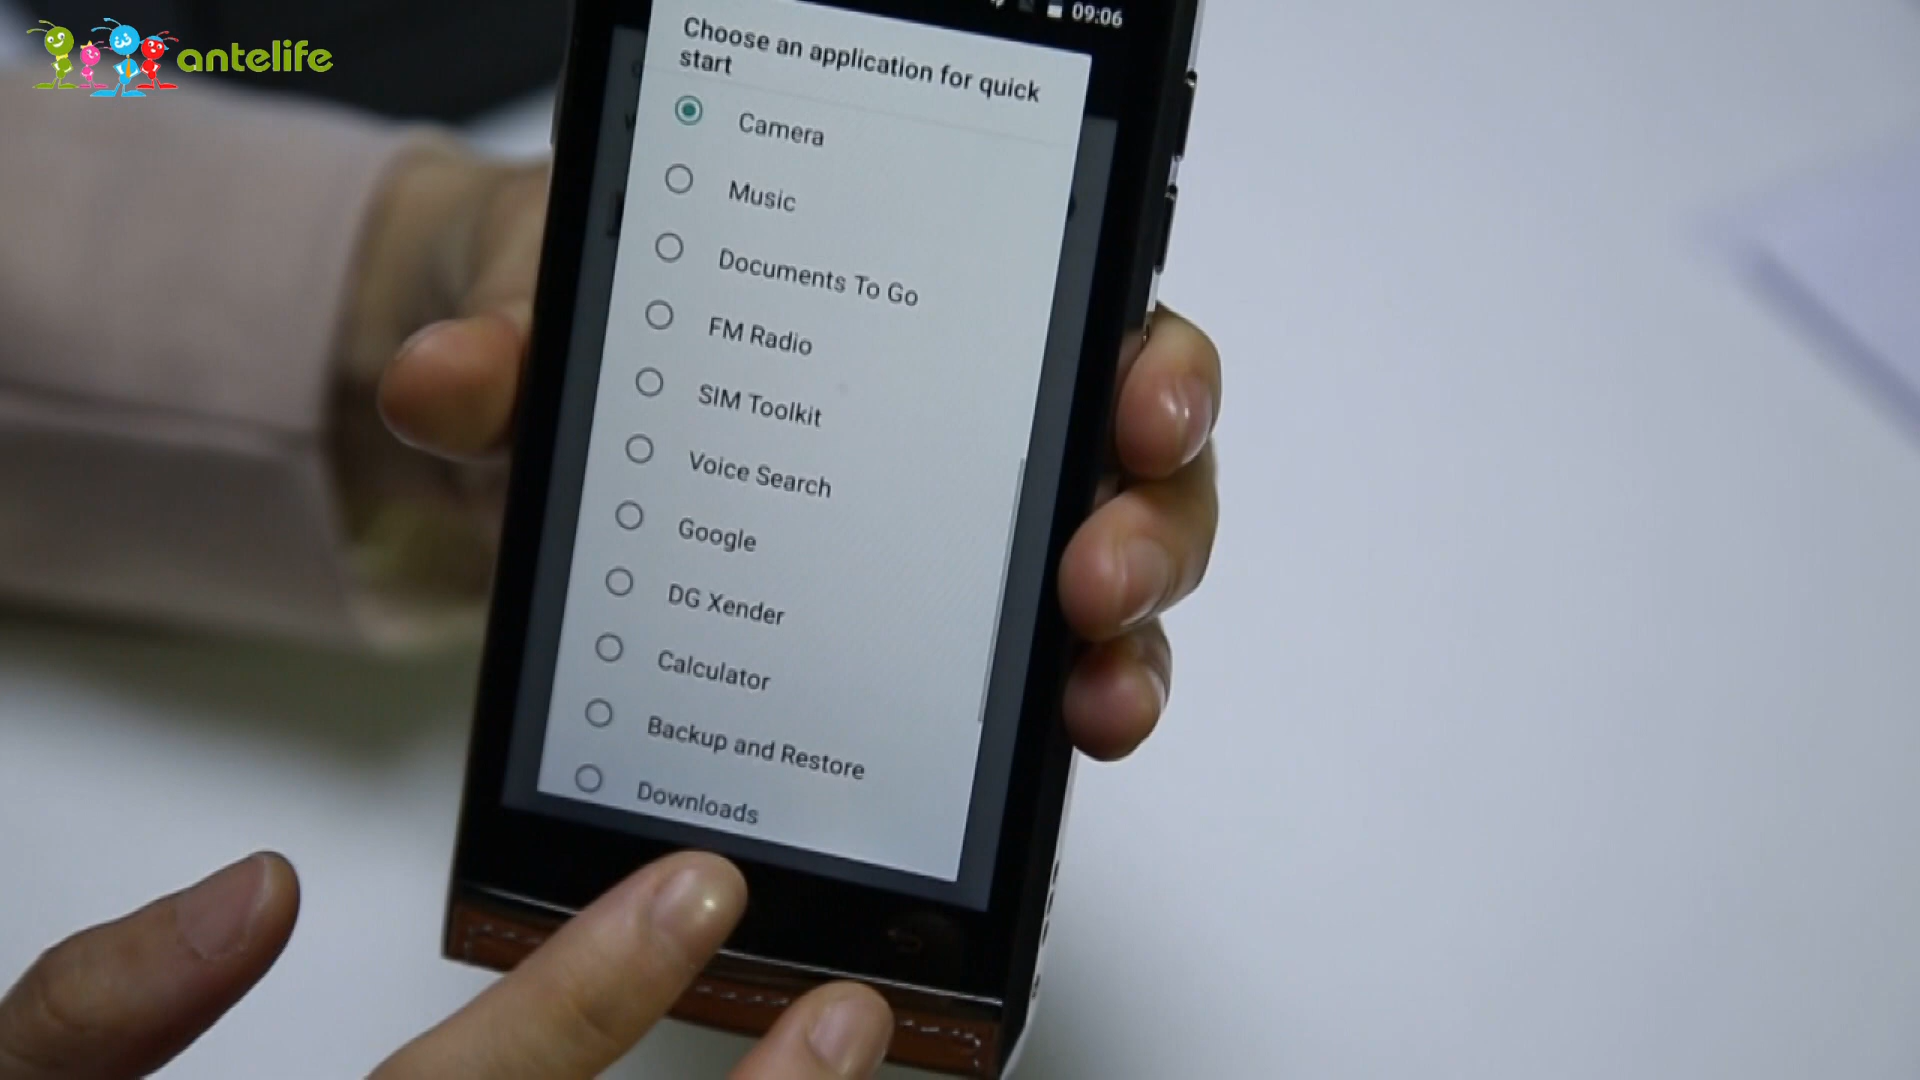 antelife
09:06
Choose an application for quick
start
Camera
Music
Documents To Go
FM Radio
SIM Toolkit
Voice Search
Google
DG Xender
Calculator
Backup and Restore
Downloads